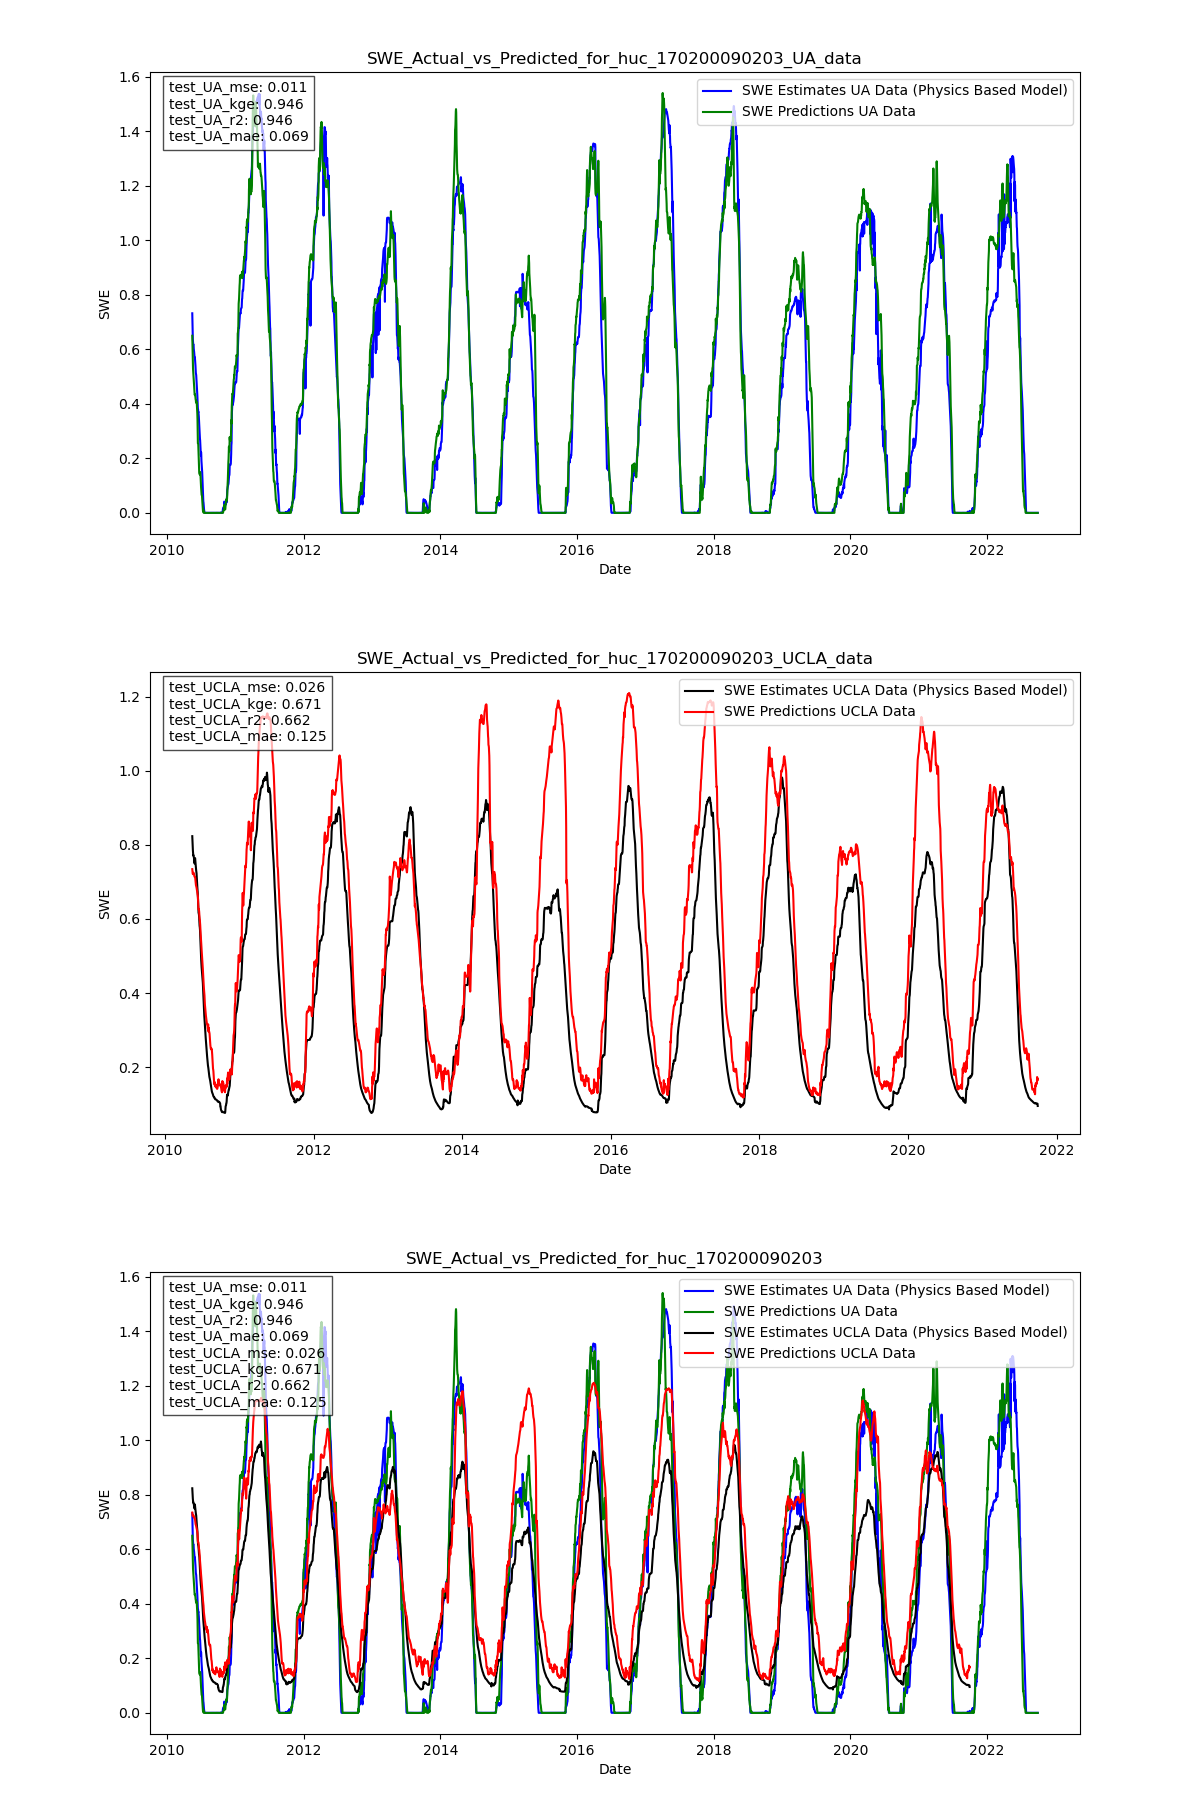 SWE_Actual_vs_Predicted_for_huc_170200090203_UA_data
test_UA_mse: 0.011
test_UA_kge: 0.946
test_UA_r2: 0.946
test_UA_mae: 0.069
SWE Estimates UA Data (Physics Based Model)
SWE Predictions UA Data
1.6
1.4
1.2
1.0
0.8
0.6
0.4
0.2
0.0
SWE
2010 2012 2014 2016 2018 2020 2022
Date
SWE_Actual_vs_Predicted_for_huc_170200090203_UCLA_data
test_UCLA_mse: 0.026
test_UCLA_kge: 0.671
test_UCLA_r2: 0.662
test_UCLA_mae: 0.125
SWE Estimates UCLA Data (Physics Based Model)
SWE Predictions UCLA Data
1.2
1.0
0.8
0.6
0.4
0.2
SWE
2010 2012 2014 2016 2018 2020 2022
Date
SWE_Actual_vs_Predicted_for_huc_170200090203
test_UA_mse: 0.011
test_UA_kge: 0.946
test_UA_r2: 0.946
test_UA_mae: 0.069
test_UCLA_mse: 0.026
test_UCLA_kge: 0.671
test_UCLA_r2: 0.662
test_UCLA_mae: 0.125
SWE Estimates UA Data (Physics Based Model)
SWE Predictions UA Data
SWE Estimates UCLA Data (Physics Based Model)
SWE Predictions UCLA Data
1.6
1.4
1.2
1.0
0.8
0.6
0.4
0.2
0.0
SWE
2010 2012 2014 2016 2018 2020 2022
Date